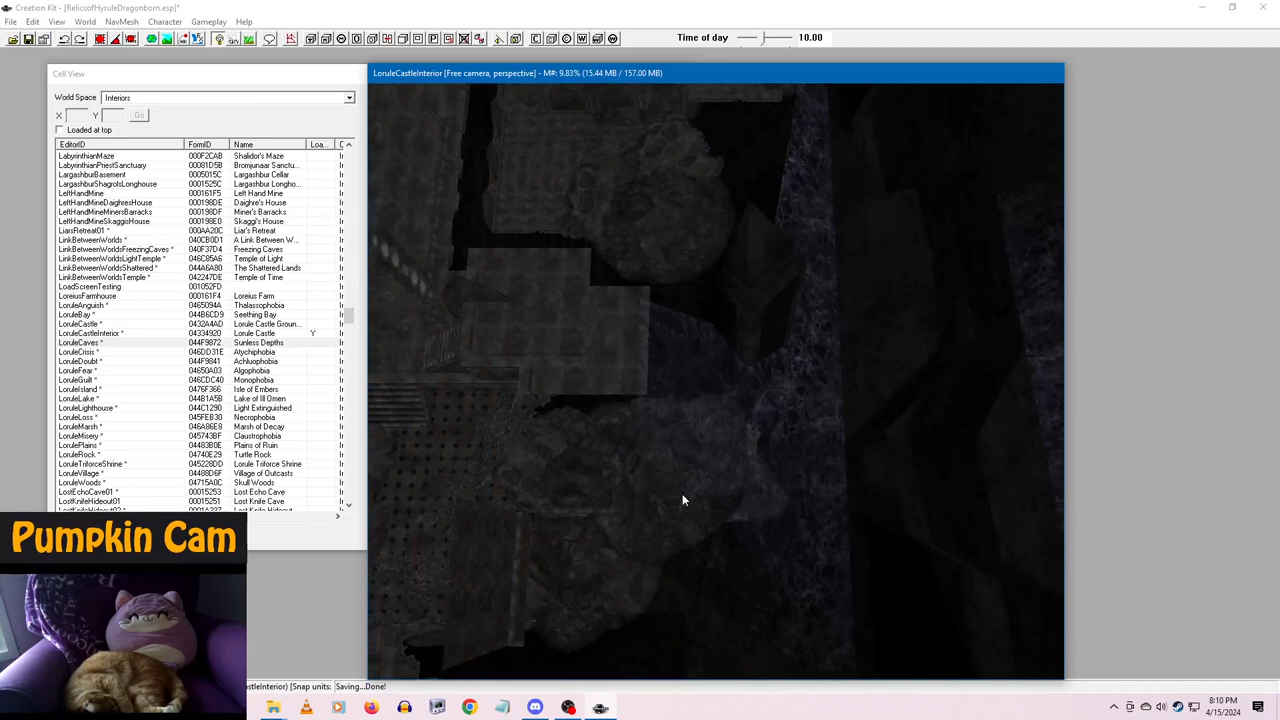 Creation Kit - [RelicsofHyruleDragonborn.esp]*
File Edit View World NavMesh Character Gameplay Help
Time of day 10.00
Cell View
LoruleCastleInterior [Free camera, perspective] - M#: 9.83% (15.44 MB / 157.00 MB)
World Space Interiors
X Y Go
Loaded at top
EditorID FormID Name Loa...
LabyrinthianMaze 000F2CAB Shalidor's Maze
LabyrinthianPriestSanctuary 00081D5B Bromjunaar Sanctu...
LargashburBasement 0005015C Largashbur Cellar
LargashburShagrolsLonghouse 0001525C Largashbur Longho...
LeftHandMine 000161F5 Left Hand Mine
LeftHandMineDaighresHouse 000198DE Daighre's House
LeftHandMineMinersBarracks 000198DF Miner's Barracks
LeftHandMineSkaggisHouse 000198E0 Skaggi's House
LiarsRetreat01 * 000AA20C Liar's Retreat
LinkBetweenWorlds * 040CB0D1 A Link Between W...
LinkBetweenWorldsFreezingCaves * 040F37D4 Freezing Caves
LinkBetweenWorldsLightTemple * 046C85A6 Temple of Light
LinkBetweenWorldsShattered * 044A6A80 The Shattered Lands
LinkBetweenWorldsTemple * 042247DE Temple of Time
LoadScreenTesting 001052FD
LoreiusFarmhouse 000161F4 Loreius Farm
LoruleAnguish * 0465094A Thalassophobia
LoruleBay * 044B6CD9 Seething Bay
LoruleCastle * 0432A4AD Lorule Castle Groun...
LoruleCastleInterior * 04334920 Lorule Castle Y
LoruleCaves * 044F9872 Sunless Depths
LoruleCrisis * 046DD31E Atychiphobia
LoruleDoubt * 044F9841 Achluophobia
LoruleFear * 04650A03 Algophobia
LoruleGuilt * 046CDC40 Monophobia
LoruleIsland * 0476F366 Isle of Embers
LoruleLake * 044B1A5B Lake of Ill Omen
LoruleLighthouse * 044C1290 Light Extinguished
LoruleLoss * 045FEB30 Necrophobia
LoruleMarsh * 046A86E8 Marsh of Decay
LoruleMisery * 045743BF Claustrophobia
LorulePlains * 04483B0E Plains of Ruin
LoruleRock * 04740E29 Turtle Rock
LoruleTriforceShrine * 045228DD Lorule Triforce Shrine
LoruleVillage * 04488D6F Village of Outcasts
LoruleWoods * 04715A0C Skull Woods
LostEchoCave01 * 00015253 Lost Echo Cave
LostKnifeHideout01 00015251 Lost Knife Cave
Pumpkin Cam
stleInterior) [Snap units: Saving...Done!
8:10 PM
4/15/2024